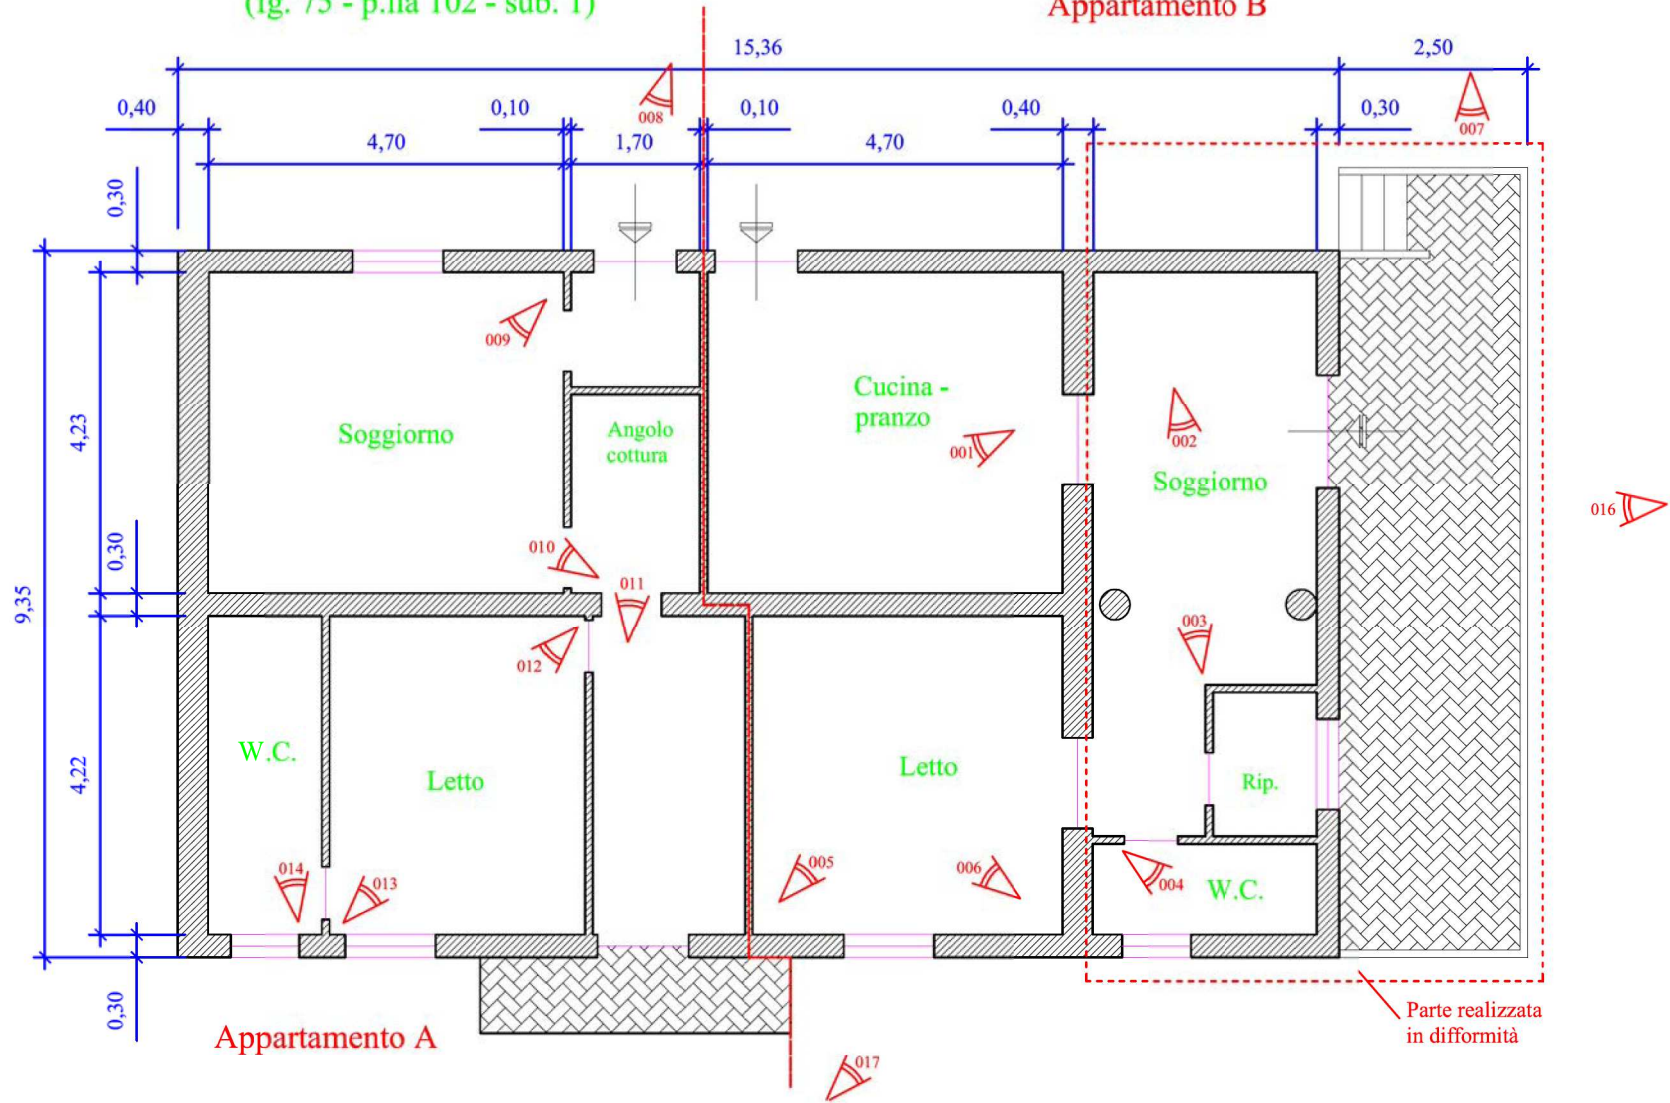 (fg. 75 - p.lla 102 - sub. 1)
Appartamento B
15,36
2,50
0,40
0,10
008
0,10
0,40
0,30
007
4,70
1,70
4,70
0,30
009
Cucina -
pranzo
4,23
Soggiorno
Angolo
cottura
001
002
Soggiorno
016
0,30
010
011
9,35
003
012
W.C.
Letto
Letto
4,22
Rip.
014
013
005
006
004
W.C.
0,30
Appartamento A
Parte realizzata
in difformità
017